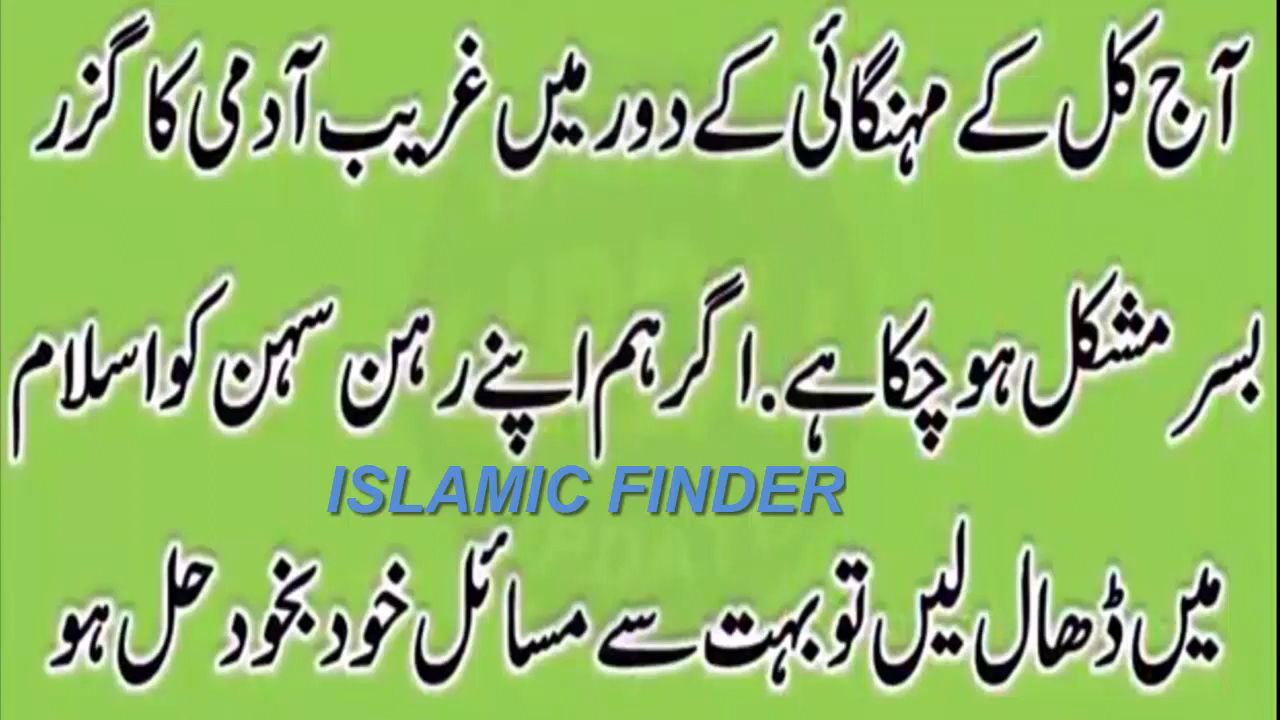 آج کل کے مہنگائی کے دور میں غریب آدمی کا گزر
بسر مشکل ہو چکا ہے. اگر ہم اپنے رہن سہن کو اسلام
ISLAMIC FINDER
میں ڈھال لیں تو بہت سے مسائل خود بخود حل ہو